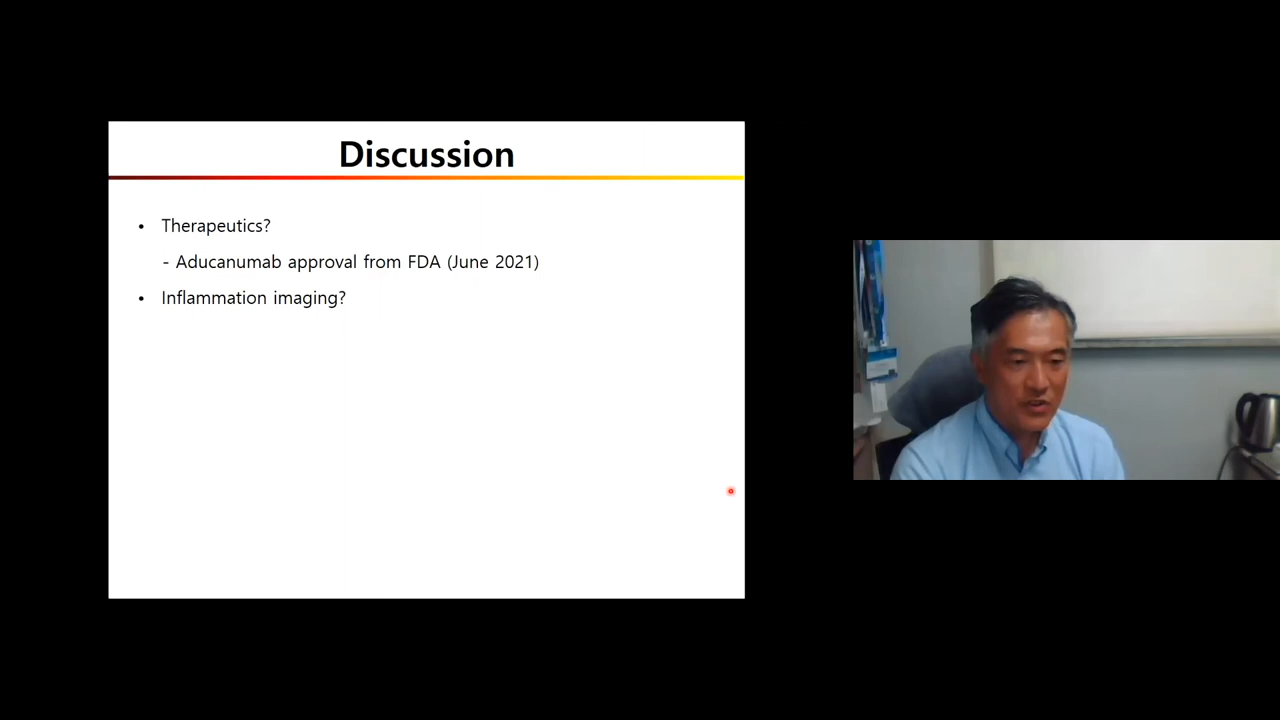 Discussion
• Therapeutics?
- Aducanumab approval from FDA (June 2021)
• Inflammation imaging?